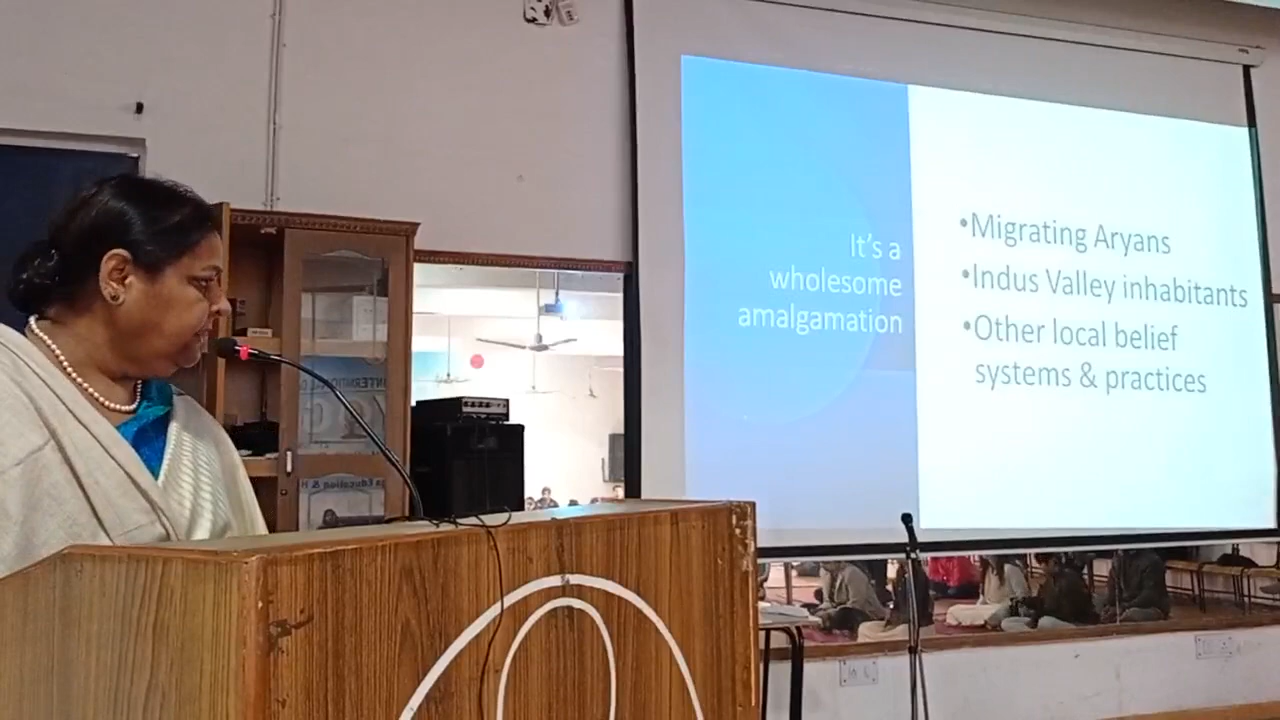 It's a
wholesome
amalgamation
•Migrating Aryans
•Indus Valley inhabitants
•Other local belief
systems & practices